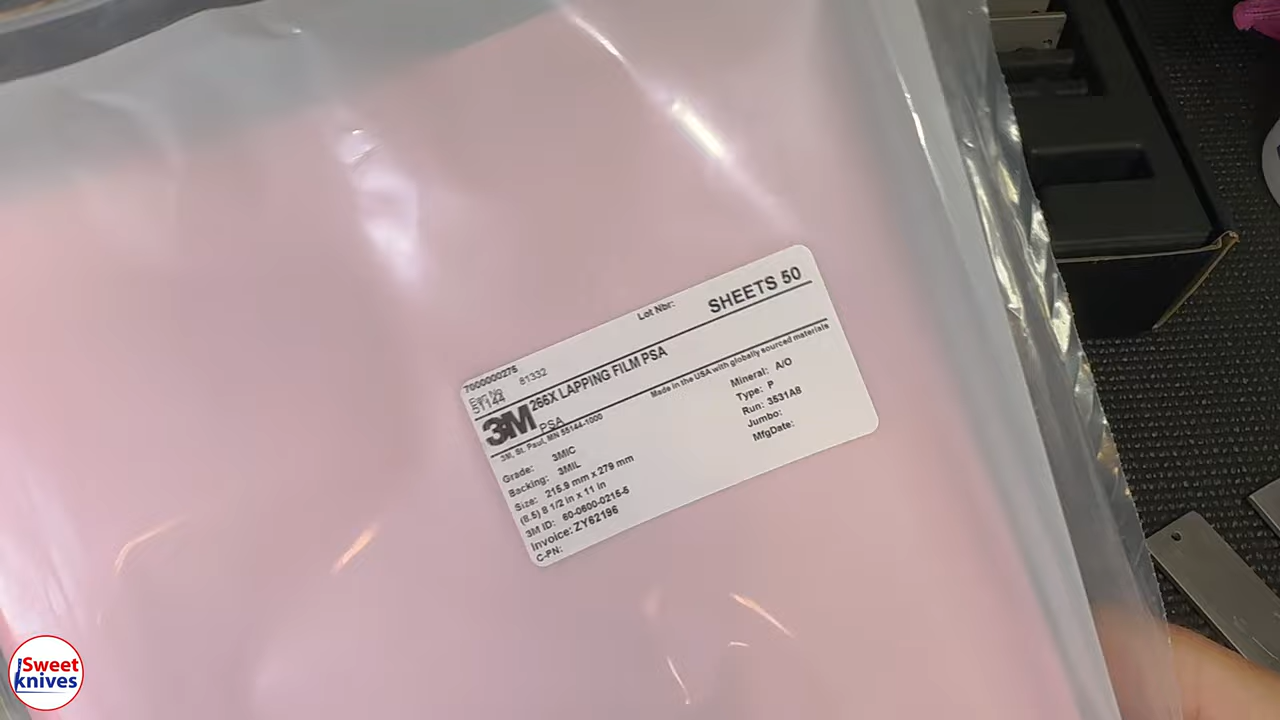 Lot Nbr:
SHEETS 50
7000000275
81332
51144
266X LAPPING FILM PSA
3M
PSA
Made in the USA with globally sourced materials
3M, St. Paul, MN 55144-1000
Mineral: A/O
Type: P
Run: 3531A8
Jumbo:
MfgDate:
Grade: 3MIC
Backing: 3MIL
Size: 215.9 mm x 279 mm
(8.5) 8 1/2 in x 11 in
3M ID: 60-0600-0215-5
Invoice: ZY62196
C-PN:
Sweet
knives